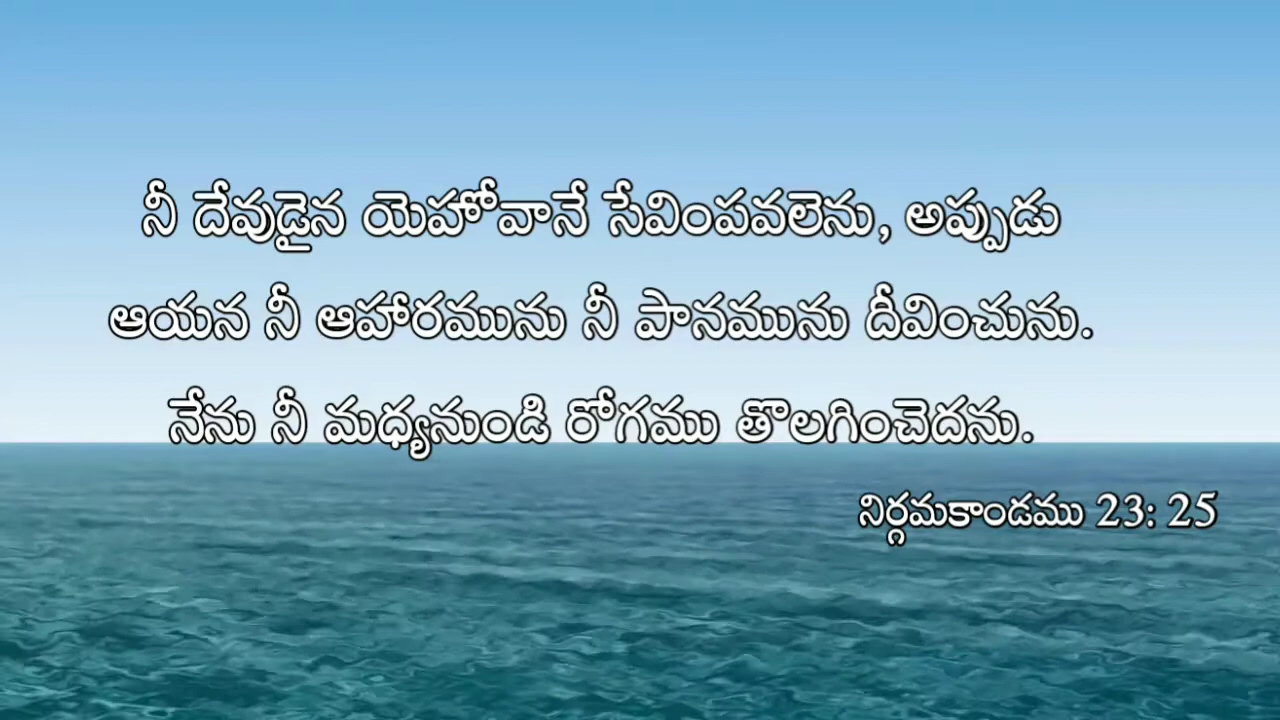 నీ దేవుడైన యెహోవానే సేవింపవలెను, అప్పుడు
ఆయన నీ ఆహారమును నీ పానమును దీవించును.
నేను నీ మధ్యనుండి రోగము తొలగించెదను.
నిర్గమకాండము 23: 25